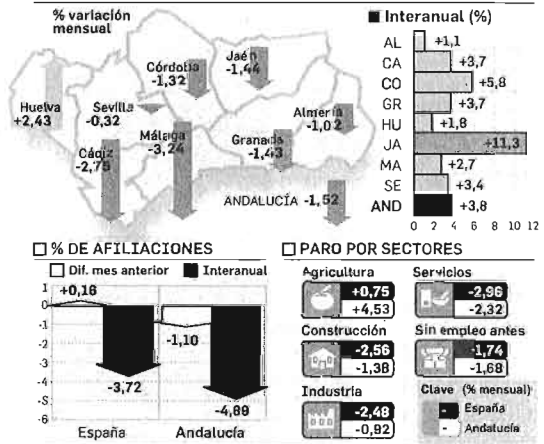 % variación
mensual
Córdoba
-1,32
Jaén
-1,44
Huelva
+2,43
Sevilla
-0,32
Almería
-1,02
Málaga
-3,24
Granada
-1,43
Cádiz
-2,75
ANDALUCÍA -1,52
Interanual (%)
AL +1,1
CA +3,7
CO +5,8
GR +3,7
HU +1,8
JA +11,3
MA +2,7
SE +3,4
AND +3,8
0 2 4 6 8 10 12
% DE AFILIACIONES
Dif. mes anterior Interanual
1
0
-1
-2
-3
-4
-5
-6
+0,16
-3,72
-1,10
-4,89
España Andalucía
PARO POR SECTORES
Agricultura
+0,75
+4,53
Servicios
-2,96
-2,32
Construcción
-2,56
-1,38
Sin empleo antes
-1,74
-1,68
Industria
-2,48
-0,92
Clave (% mensual)
- España
- Andalucía